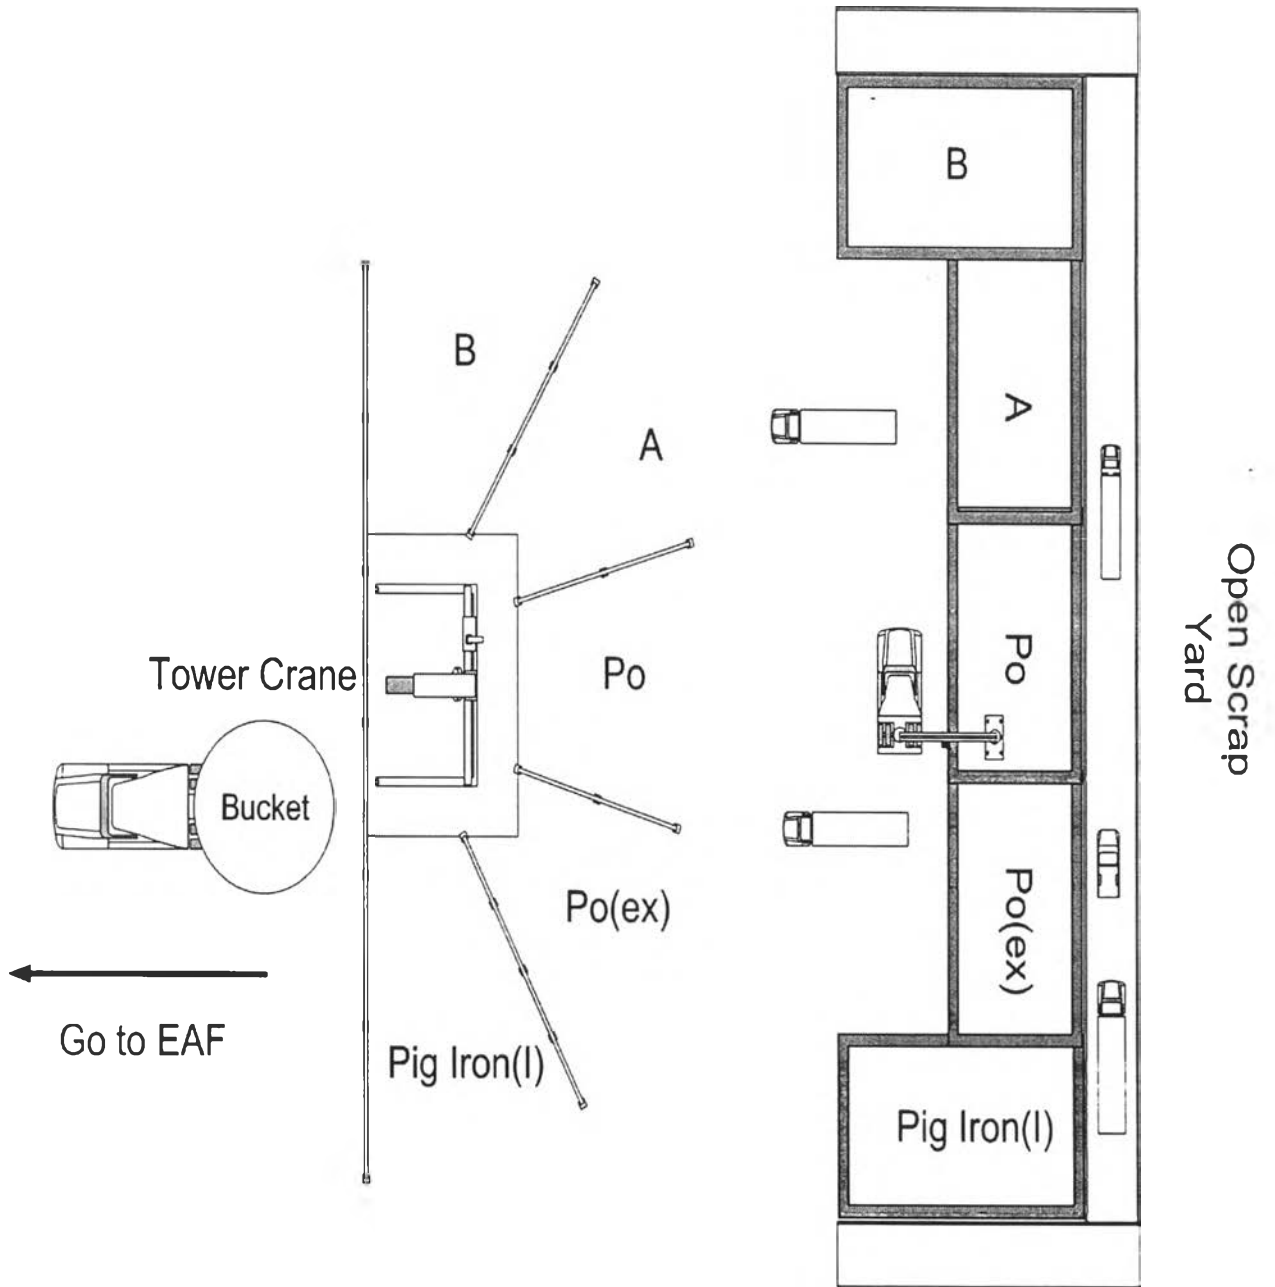 B
B
A
A
Po
Tower Crane
Po
Bucket
Po(ex)
Po(ex)
Go to EAF
Pig Iron(I)
Pig Iron(I)
Open Scrap
Yard